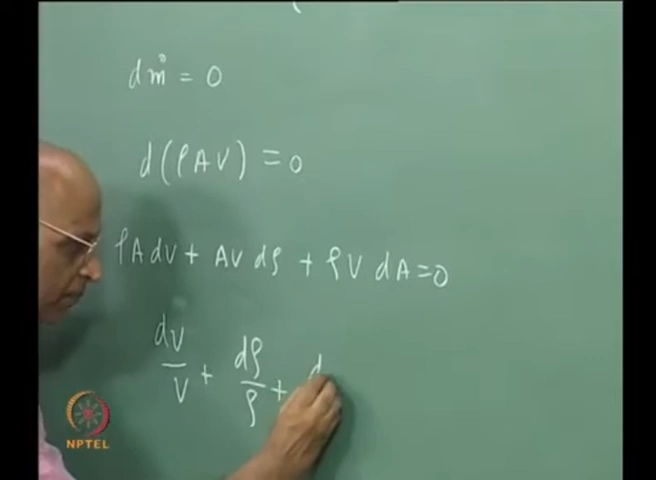 dṁ = 0
d(ρAV) = 0
ρA dV + AV dρ + ρV dA = 0
dV/V + dρ/ρ + d
NPTEL